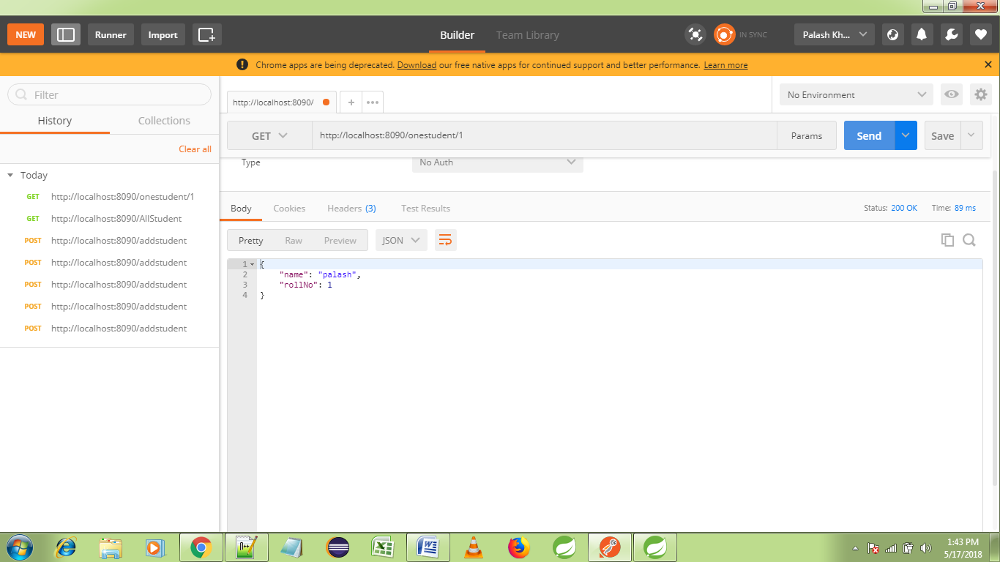 NEW Runner Import Builder Team Library IN SYNC Palash Kh...
! Chrome apps are being deprecated. Download our free native apps for continued support and better performance. Learn more
Filter
History Collections
Clear all
Today
GET http://localhost:8090/onestudent/1
GET http://localhost:8090/AllStudent
POST http://localhost:8090/addstudent
POST http://localhost:8090/addstudent
POST http://localhost:8090/addstudent
POST http://localhost:8090/addstudent
POST http://localhost:8090/addstudent
http://localhost:8090/ + •••
No Environment
GET http://localhost:8090/onestudent/1 Params Send Save
Type No Auth
Body Cookies Headers (3) Test Results Status: 200 OK Time: 89 ms
Pretty Raw Preview JSON
1 {
2 "name": "palash",
3 "rollNo": 1
4 }
1:43 PM
5/17/2018